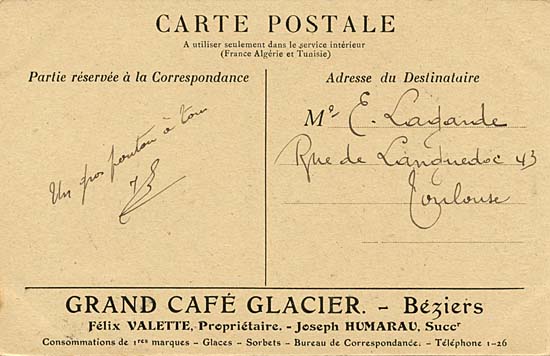 CARTE POSTALE
A utiliser seulement dans le service intérieur
(France Algérie et Tunisie)
Partie réservée à la Correspondance
Un gros poutou à tou
Adresse du Destinataire
Mr E. Lagarde
Rue de Languedoc 43
Toulouse
GRAND CAFÉ GLACIER. - Béziers
Félix VALETTE, Propriétaire. - Joseph HUMARAU, Succr
Consommations de 1res marques - Glaces - Sorbets - Bureau de Correspondance. - Téléphone 1-26